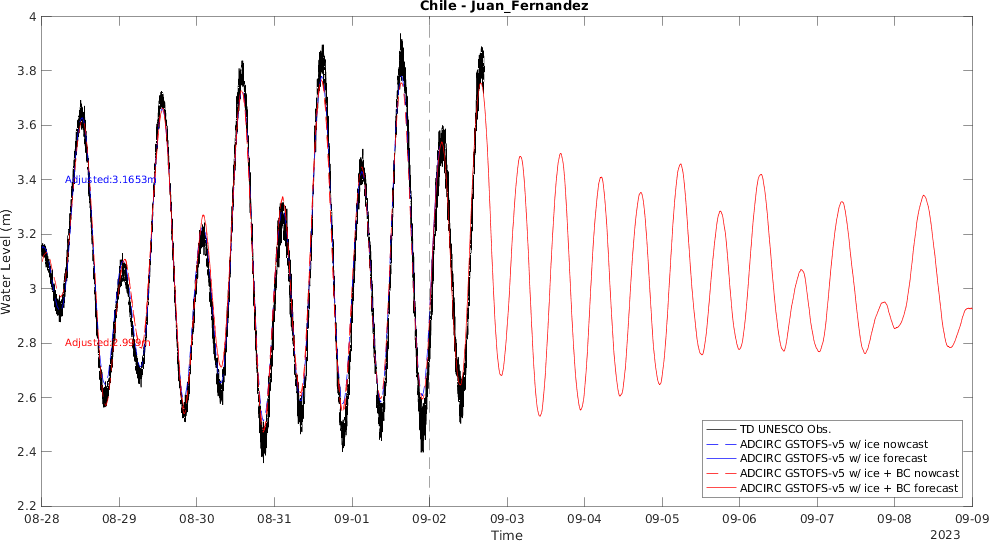 Chile - Juan_Fernandez
4
3.8
3.6
3.4
3.2
3
2.8
2.6
2.4
2.2
Water Level (m)
Adjusted:3.1653m
Adjusted:2.999m
TD UNESCO Obs.
ADCIRC GSTOFS-v5 w/ ice nowcast
ADCIRC GSTOFS-v5 w/ ice forecast
ADCIRC GSTOFS-v5 w/ ice + BC nowcast
ADCIRC GSTOFS-v5 w/ ice + BC forecast
08-28 08-29 08-30 08-31 09-01 09-02 09-03 09-04 09-05 09-06 09-07 09-08 09-09
Time
2023